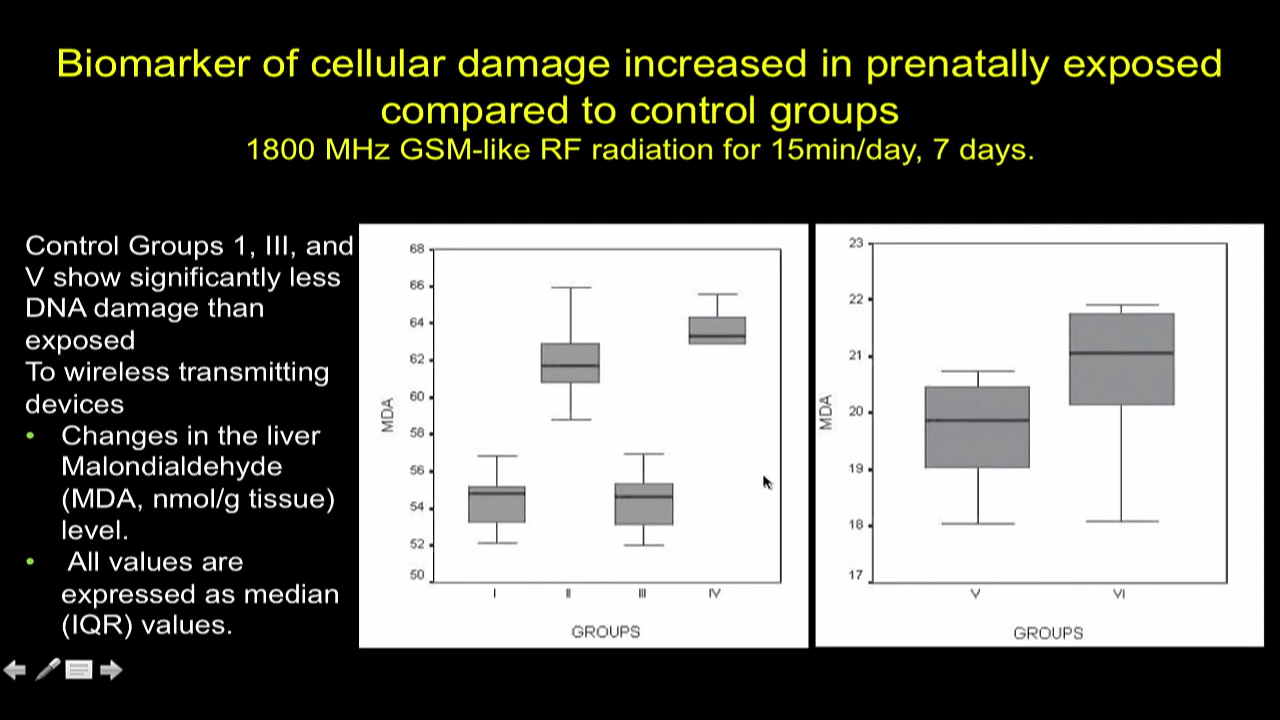 Biomarker of cellular damage increased in prenatally exposed
compared to control groups
1800 MHz GSM-like RF radiation for 15min/day, 7 days.
Control Groups 1, III, and
V show significantly less
DNA damage than
exposed
To wireless transmitting
devices
• Changes in the liver
Malondialdehyde
(MDA, nmol/g tissue)
level.
• All values are
expressed as median
(IQR) values.
68
66
64
62
60
58
56
54
52
50
MDA
I II III IV
GROUPS
23
22
21
20
19
18
17
MDA
V VI
GROUPS